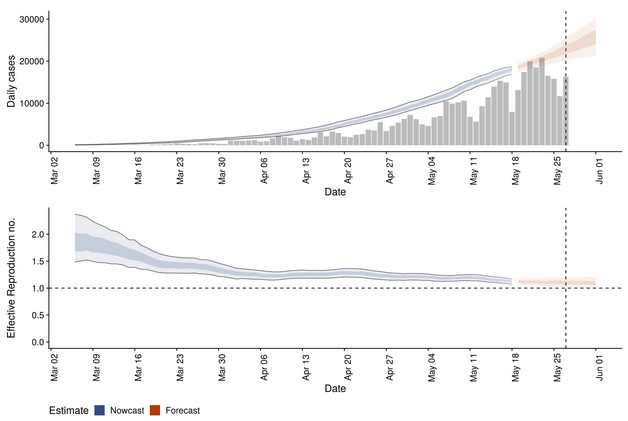 Daily cases
30000
20000
10000
0
Mar 02
Mar 09
Mar 16
Mar 23
Mar 30
Apr 06
Apr 13
Apr 20
Apr 27
May 04
May 11
May 18
May 25
Jun 01
Date
Effective Reproduction no.
2.0
1.5
1.0
0.5
0.0
Mar 02
Mar 09
Mar 16
Mar 23
Mar 30
Apr 06
Apr 13
Apr 20
Apr 27
May 04
May 11
May 18
May 25
Jun 01
Date
Estimate Nowcast Forecast